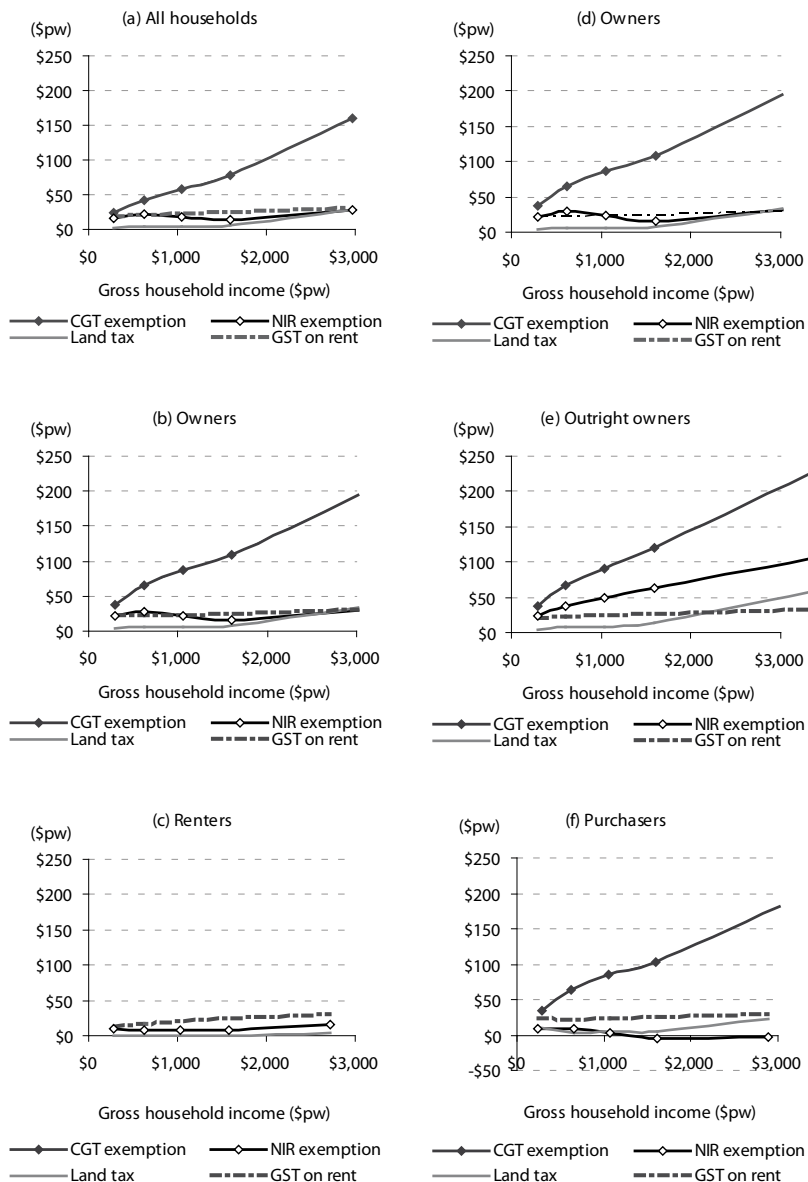 (a) All households
($pw)
$250
$200
$150
$100
$50
$0
$0 $1,000 $2,000 $3,000
Gross household income ($pw)
CGT exemption NIR exemption
Land tax GST on rent
(d) Owners
($pw)
$250
$200
$150
$100
$50
$0
$0 $1,000 $2,000 $3,000
Gross household income ($pw)
CGT exemption NIR exemption
Land tax GST on rent
(b) Owners
($pw)
$250
$200
$150
$100
$50
$0
$0 $1,000 $2,000 $3,000
Gross household income ($pw)
CGT exemption NIR exemption
Land tax GST on rent
(e) Outright owners
($pw)
$250
$200
$150
$100
$50
$0
$0 $1,000 $2,000 $3,000
Gross household income ($pw)
CGT exemption NIR exemption
Land tax GST on rent
(c) Renters
($pw)
$250
$200
$150
$100
$50
$0
$0 $1,000 $2,000 $3,000
Gross household income ($pw)
CGT exemption NIR exemption
Land tax GST on rent
(f) Purchasers
($pw)
$250
$200
$150
$100
$50
$0
-$50
$0 $1,000 $2,000 $3,000
Gross household income ($pw)
CGT exemption NIR exemption
Land tax GST on rent